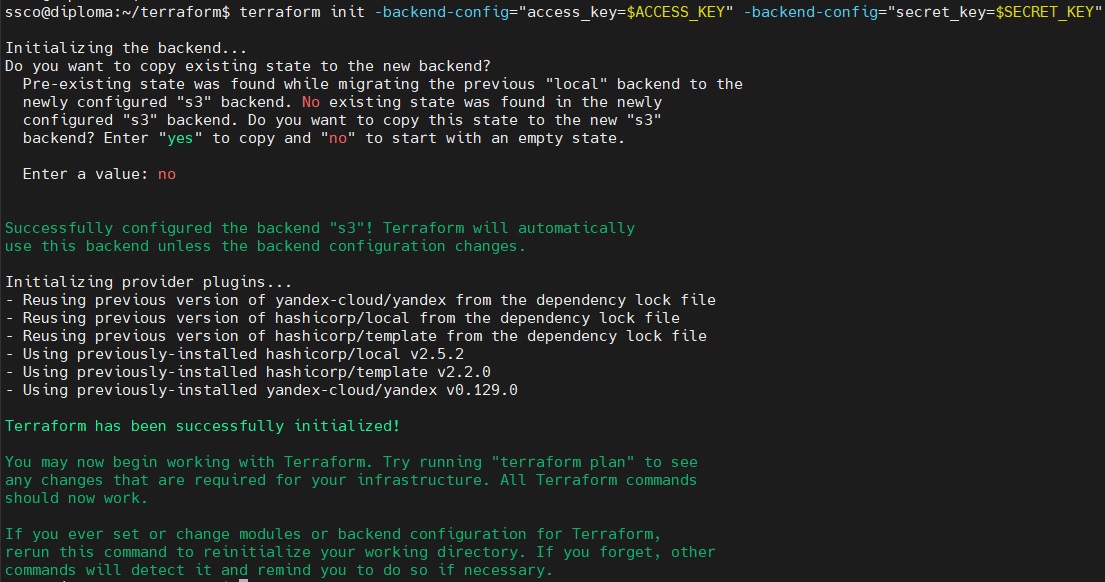 ssco@diploma:~/terraform$ terraform init -backend-config="access_key=$ACCESS_KEY" -backend-config="secret_key=$SECRET_KEY"
Initializing the backend...
Do you want to copy existing state to the new backend?
Pre-existing state was found while migrating the previous "local" backend to the
newly configured "s3" backend. No existing state was found in the newly
configured "s3" backend. Do you want to copy this state to the new "s3"
backend? Enter "yes" to copy and "no" to start with an empty state.
Enter a value: no
Successfully configured the backend "s3"! Terraform will automatically
use this backend unless the backend configuration changes.
Initializing provider plugins...
- Reusing previous version of yandex-cloud/yandex from the dependency lock file
- Reusing previous version of hashicorp/local from the dependency lock file
- Reusing previous version of hashicorp/template from the dependency lock file
- Using previously-installed hashicorp/local v2.5.2
- Using previously-installed hashicorp/template v2.2.0
- Using previously-installed yandex-cloud/yandex v0.129.0
Terraform has been successfully initialized!
You may now begin working with Terraform. Try running "terraform plan" to see
any changes that are required for your infrastructure. All Terraform commands
should now work.
If you ever set or change modules or backend configuration for Terraform,
rerun this command to reinitialize your working directory. If you forget, other
commands will detect it and remind you to do so if necessary.